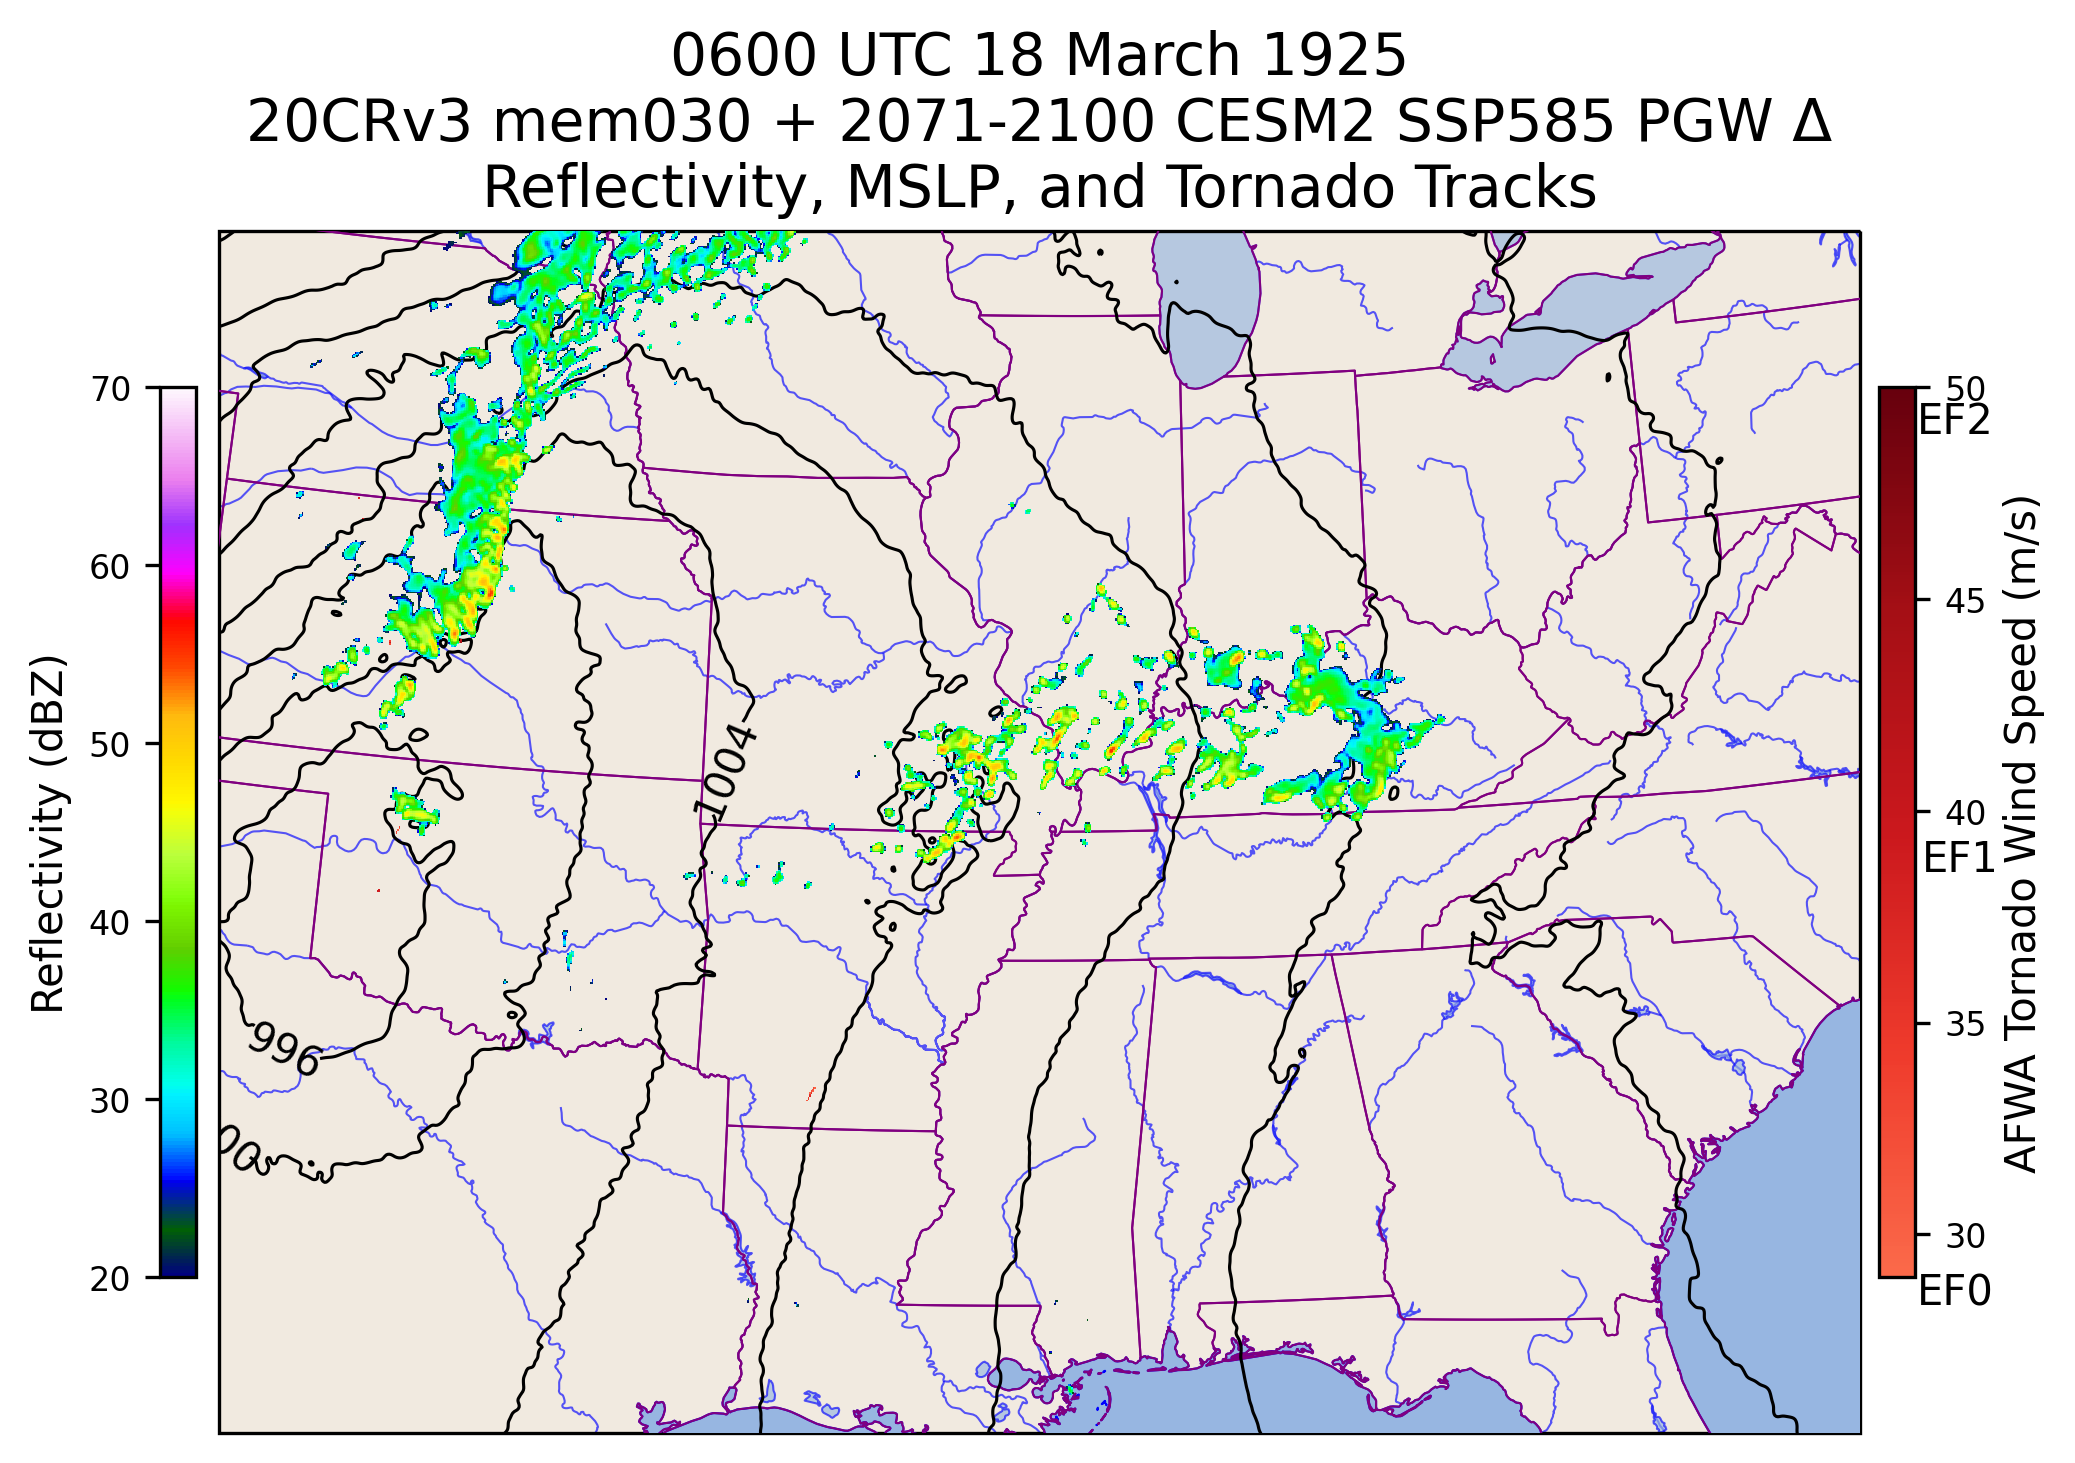 0600 UTC 18 March 1925
20CRv3 mem030 + 2071-2100 CESM2 SSP585 PGW Δ
Reflectivity, MSLP, and Tornado Tracks
70
60
50
40
30
20
Reflectivity (dBZ)
1004
996
00
50
EF2
45
40
EF1
35
30
EF0
AFWA Tornado Wind Speed (m/s)